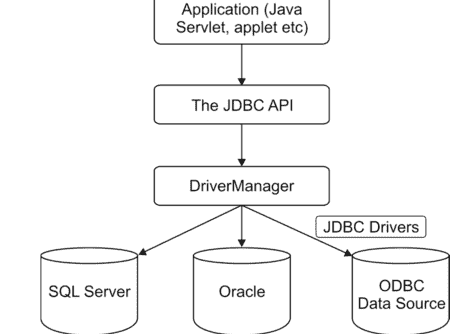 Application (Java
Servlet, applet etc)
The JDBC API
DriverManager
JDBC Drivers
SQL Server
Oracle
ODBC
Data Source